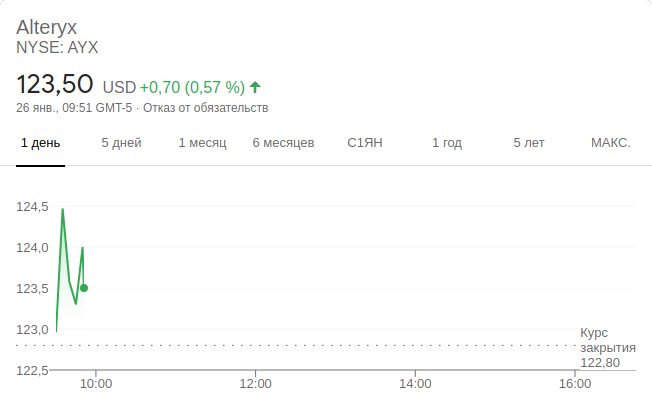 Alteryx
NYSE: AYX
123,50 USD +0,70 (0,57 %)
26 янв., 09:51 GMT-5 · Отказ от обязательств
1 день 5 дней 1 месяц 6 месяцев С1ЯН 1 год 5 лет МАКС.
124,5
124,0
123,5
123,0
Курс
закрытия
122,80
122,5
10:00 12:00 14:00 16:00